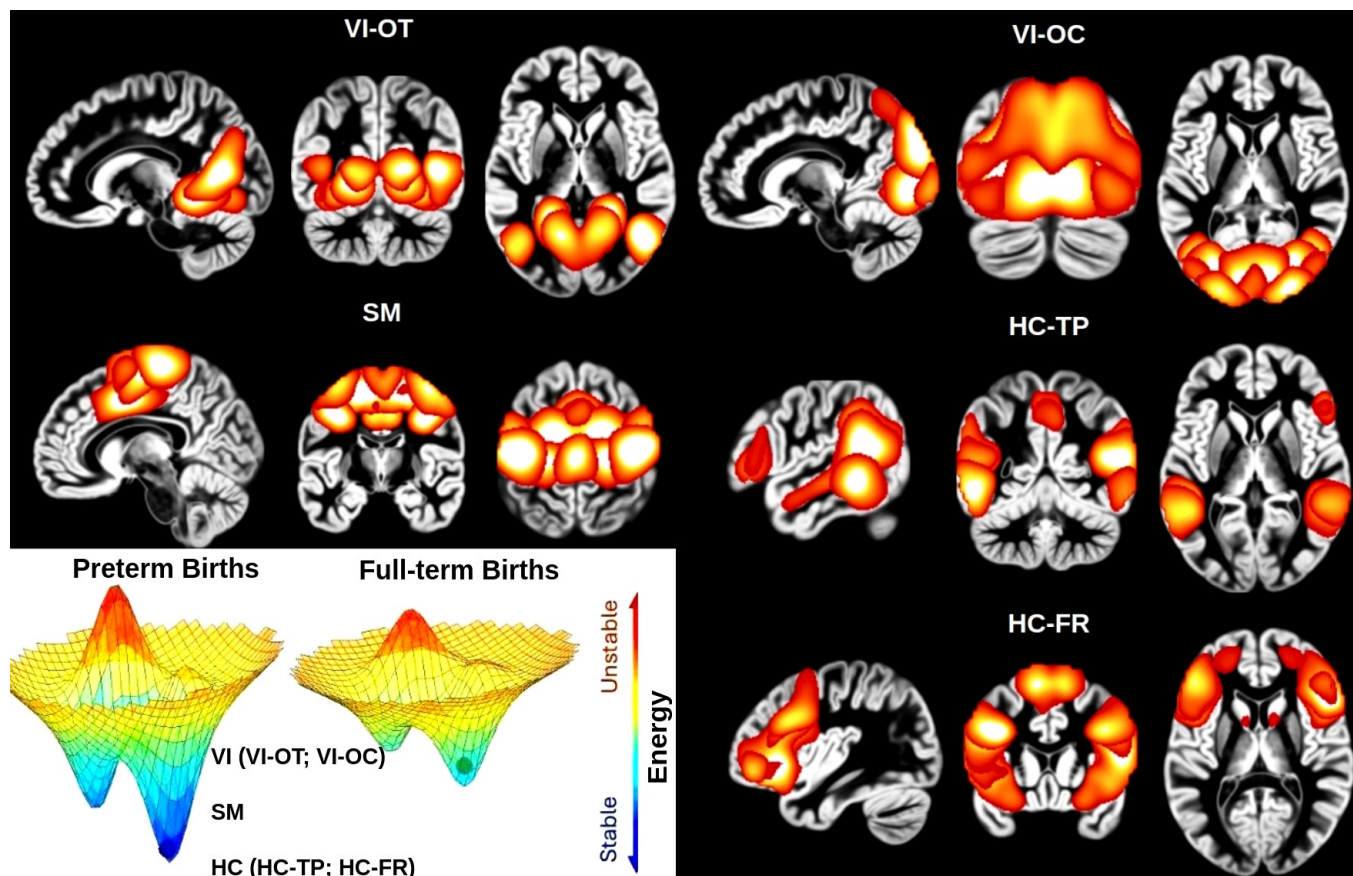 VI-OT
VI-OC
SM
HC-TP
HC-FR
Preterm Births
Full-term Births
Unstable
Energy
Stable
VI (VI-OT; VI-OC)
SM
HC (HC-TP; HC-FR)